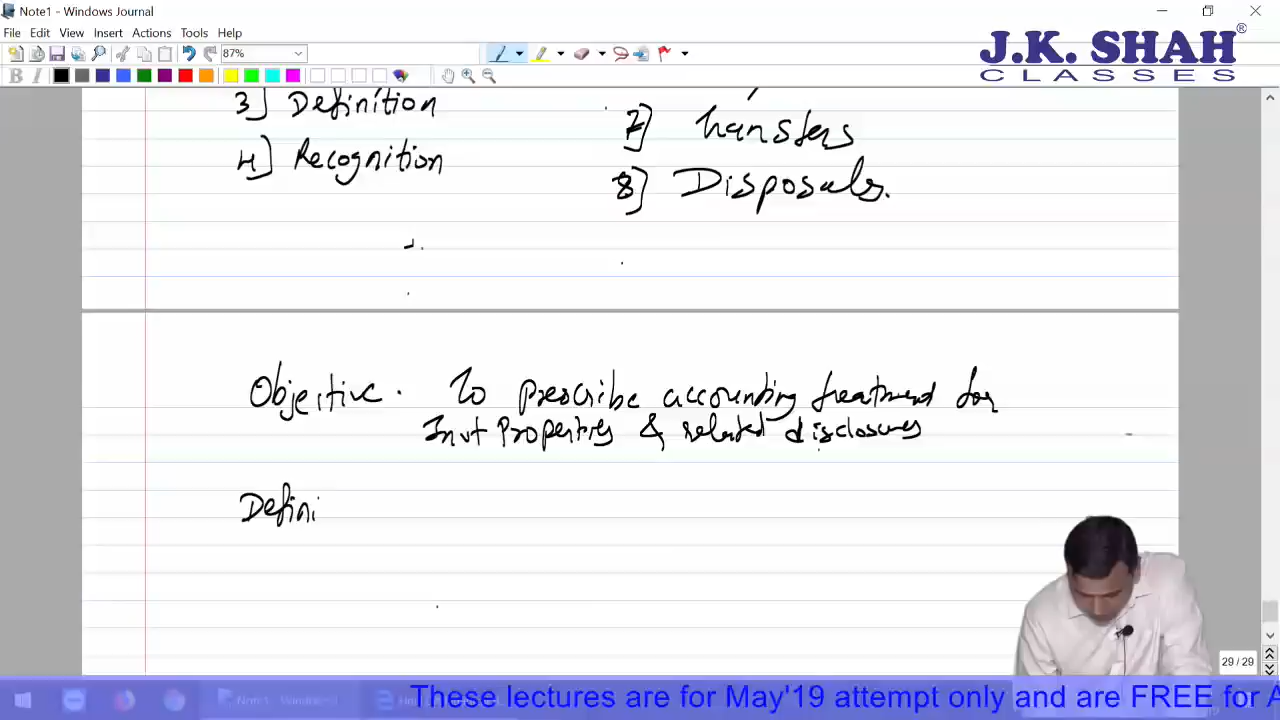 Note1 - Windows Journal
File Edit View Insert Actions Tools Help
87%
B I
J.K. SHAH®
CLASSES
3] Definition
4] Recognition
7] Transfers
8] Disposals.
Objective. To prescribe accounting treatment for
Invt Properties & related disclosures
Defini
29 / 29
Note1 - Windows
These lectures are for May'19 attempt only and are FREE for A